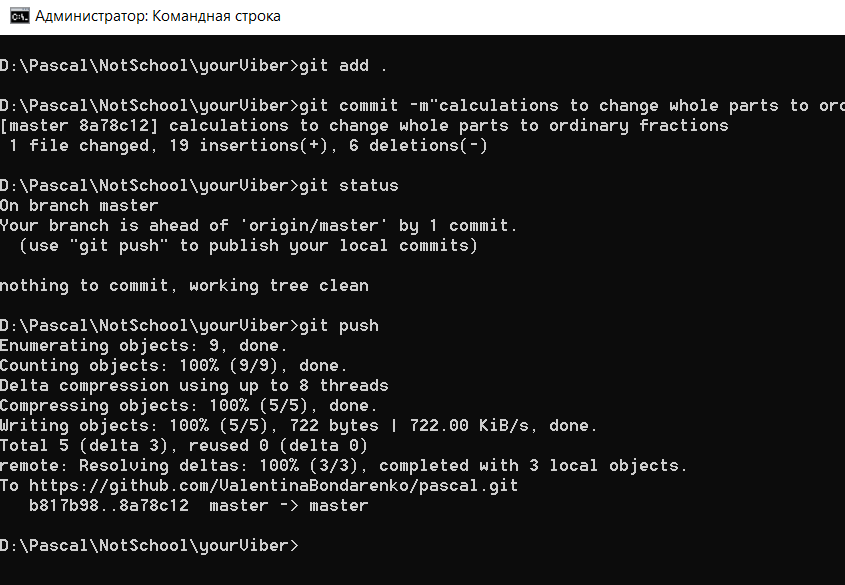 Администратор: Командная строка
D:\Pascal\NotSchool\yourViber>git add .
D:\Pascal\NotSchool\yourViber>git commit -m"calculations to change whole parts to ord
[master 8a78c12] calculations to change whole parts to ordinary fractions
1 file changed, 19 insertions(+), 6 deletions(-)
D:\Pascal\NotSchool\yourViber>git status
On branch master
Your branch is ahead of 'origin/master' by 1 commit.
(use "git push" to publish your local commits)
nothing to commit, working tree clean
D:\Pascal\NotSchool\yourViber>git push
Enumerating objects: 9, done.
Counting objects: 100% (9/9), done.
Delta compression using up to 8 threads
Compressing objects: 100% (5/5), done.
Writing objects: 100% (5/5), 722 bytes | 722.00 KiB/s, done.
Total 5 (delta 3), reused 0 (delta 0)
remote: Resolving deltas: 100% (3/3), completed with 3 local objects.
To https://github.com/ValentinaBondarenko/pascal.git
b817b98..8a78c12  master -> master
D:\Pascal\NotSchool\yourViber>